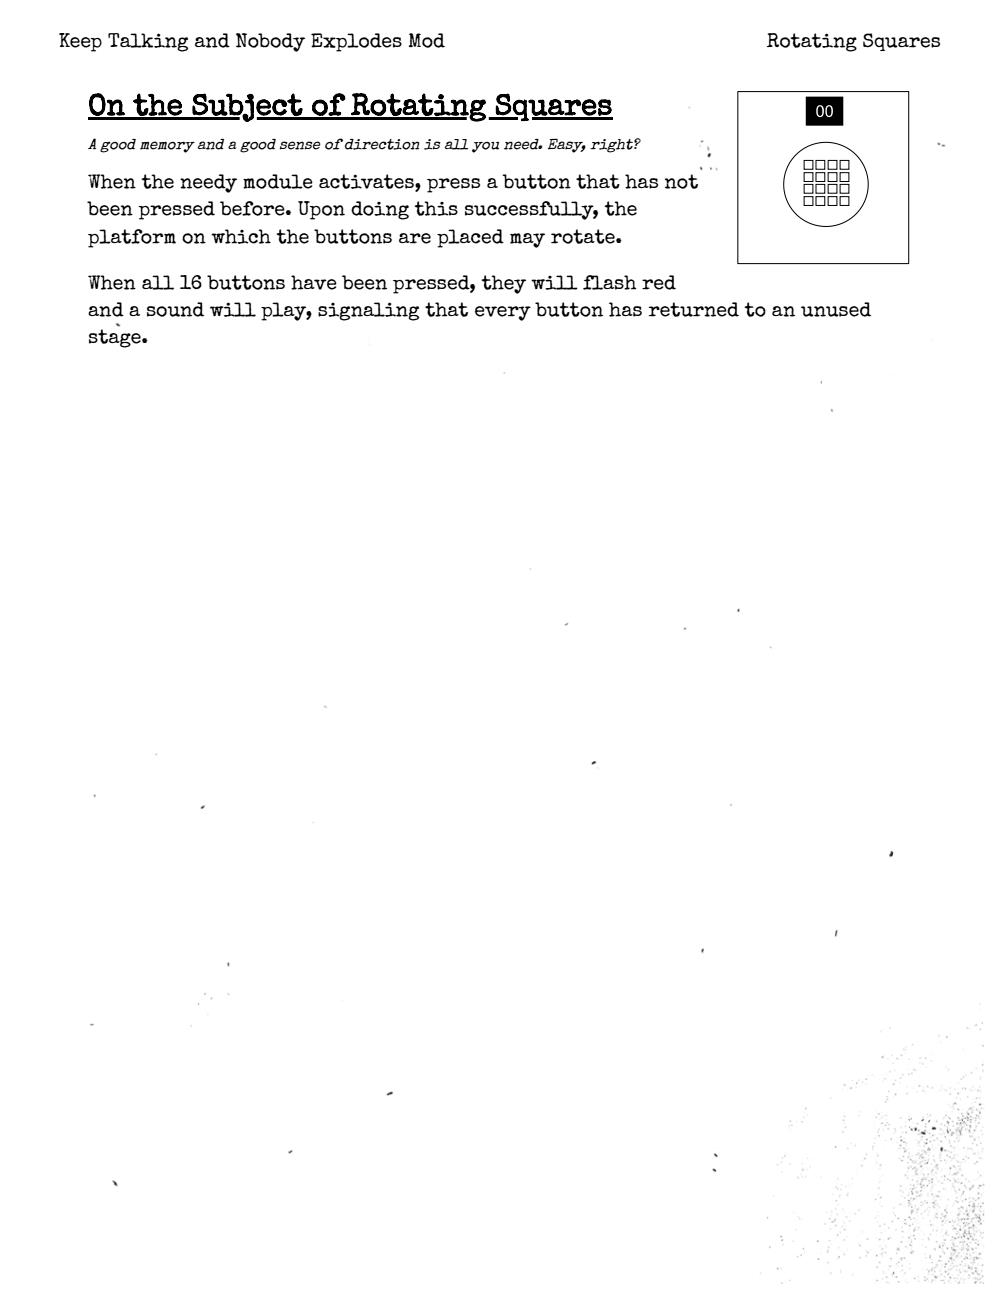 Keep Talking and Nobody Explodes Mod
Rotating Squares
On the Subject of Rotating Squares
00
A good memory and a good sense of direction is all you need. Easy, right?
When the needy module activates, press a button that has not
been pressed before. Upon doing this successfully, the
platform on which the buttons are placed may rotate.
When all 16 buttons have been pressed, they will flash red
and a sound will play, signaling that every button has returned to an unused
stage.